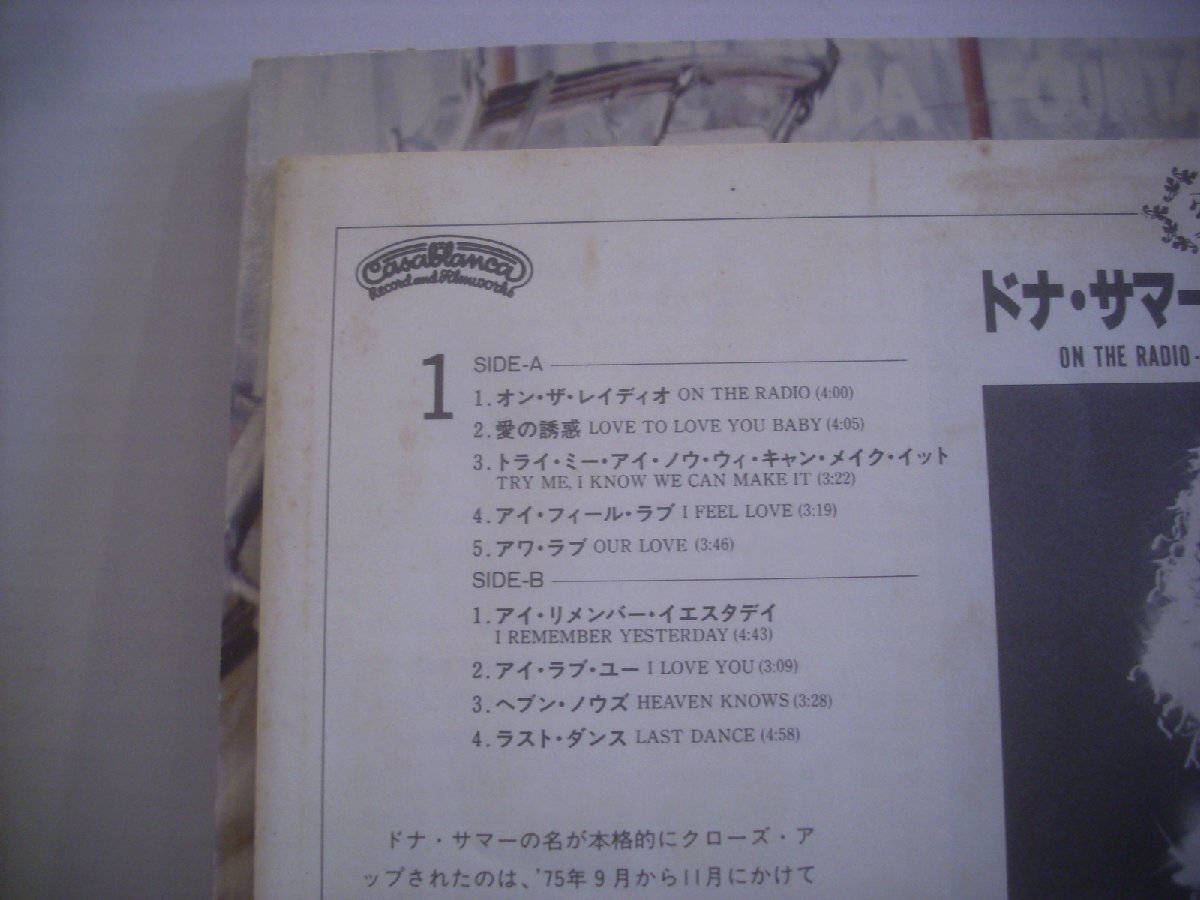 DA FOUNTA
Casablanca
Record and Filmworks
ドナ・サマー
ON THE RADIO-
1
SIDE-A
1.オン・ザ・レイディオ ON THE RADIO (4:00)
2.愛の誘惑 LOVE TO LOVE YOU BABY (4:05)
3.トライ・ミー・アイ・ノウ・ウィ・キャン・メイク・イット
TRY ME, I KNOW WE CAN MAKE IT (3:22)
4.アイ・フィール・ラブ I FEEL LOVE (3:19)
5.アワ・ラブ OUR LOVE (3:46)
SIDE-B
1.アイ・リメンバー・イエスタデイ
I REMEMBER YESTERDAY (4:43)
2.アイ・ラブ・ユー I LOVE YOU (3:09)
3.ヘブン・ノウズ HEAVEN KNOWS (3:28)
4.ラスト・ダンス LAST DANCE (4:58)
ドナ・サマーの名が本格的にクローズ・ア
ップされたのは、'75年9月から11月にかけて